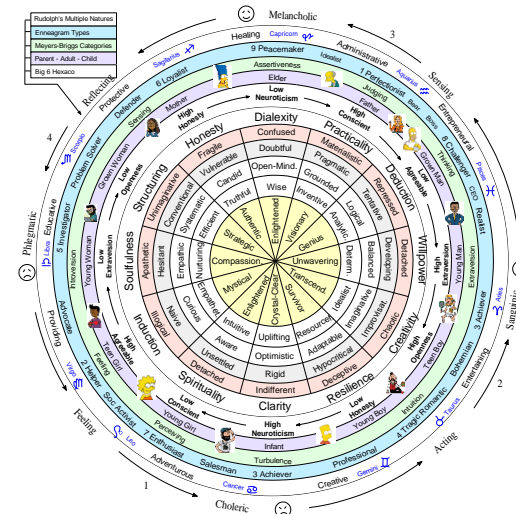 Rudolph's Multiple Natures
Enneagram Types
Meyers-Briggs Categories
Parent - Adult - Child
Big 6 Hexaco
Melancholic
3
Sensing
Sanguine
2
Acting
Choleric
1
Feeling
Phlegmatic
4
Reflecting
Healing
Administrative
Entrepreneurial
Entertaining
Creative
Adventurous
Providing
Educative
Protective
Capricorn
Aquarius
Pisces
Aries
Taurus
Gemini
Cancer
Leo
Virgo
Libra
Scorpio
Sagitarius
9 Peacemaker
Idealist
1 Perfectionist
Bear
Boss
8 Challenger
CEO
Realist
3 Achiever
Bohemian
4 Tragic Romantic
Professional
3 Achiever
Salesman
7 Enthusiast
Soc Activist
2 Helper
Advocate
5 Investigator
Problem Solver
Defender
6 Loyalist
Assertiveness
Judging
Thinking
Extraversion
Intuition
Turbulence
Perceiving
Feeling
Introversion
Sensing
Elder
Father
Grown Man
Young Man
Teen Boy
Young Boy
Infant
Young Girl
Teen Girl
Young Woman
Grown Woman
Mother
Low
Neuroticism
High
Conscient
Low
Agreeable
High
Extraversion
High
Openness
Low
Honesty
High
Neuroticism
Low
Conscient
High
Agreeable
Low
Extraversion
Low
Openness
High
Honesty
Dialexity
Practicality
Deduction
Willpower
Creativity
Resilience
Clarity
Spirituality
Induction
Soulfulness
Structuring
Honesty
Confused
Materialistic
Repressed
Detached
Chaotic
Deceptive
Indifferent
Detached
Illogical
Apathetic
Unimaginative
Fragile
Doubtful
Pragmatic
Tentative
Developing
Improvisat.
Hypocritical
Rigid
Unsettled
Naive
Hesitant
Conventional
Vulnerable
Open-Mind.
Grounded
Logical
Balanced
Imaginative
Adaptable
Optimistic
Aware
Curious
Empathic
Systematic
Candid
Wise
Inventive
Analytic
Determ.
Idealist
Resourcef.
Uplifting
Intuitive
Empathet.
Nurturing
Efficient
Truthful
Enlightened
Visionary
Genius
Unwavering
Transcend.
Survivor
Crystal-Clear
Enlightened
Mystical
Compassion.
Strategic
Authentic